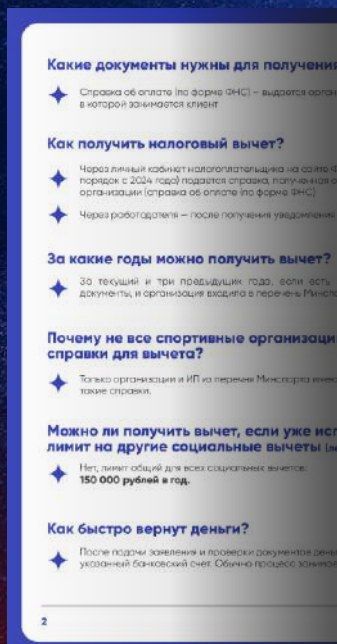 Какие документы нужны для получения
Справка об оплате (по форме ФНС) – выдается
в которой занимается клиент
Как получить налоговый вычет?
Через личный кабинет налогоплательщика на сайте
порядок с 2024 года) подается справка, полученная
организации (справка об оплате (по форме ФНС)
Через работодателя – после получения уведомления
За какие годы можно получить вычет?
За текущий и три предыдущих года, если есть
документы, и организация входила в перечень
Почему не все спортивные
справки для вычета?
Только организации и ИП из перечня Минспорта
такие справки.
Можно ли получить вычет, если уже
лимит на другие социальные вычеты
Нет, лимит общий для всех социальных вычетов:
150 000 рублей в год.
Как быстро вернут деньги?
После подачи заявления и проверки документов
указанный банковский счет. Обычно процесс
2